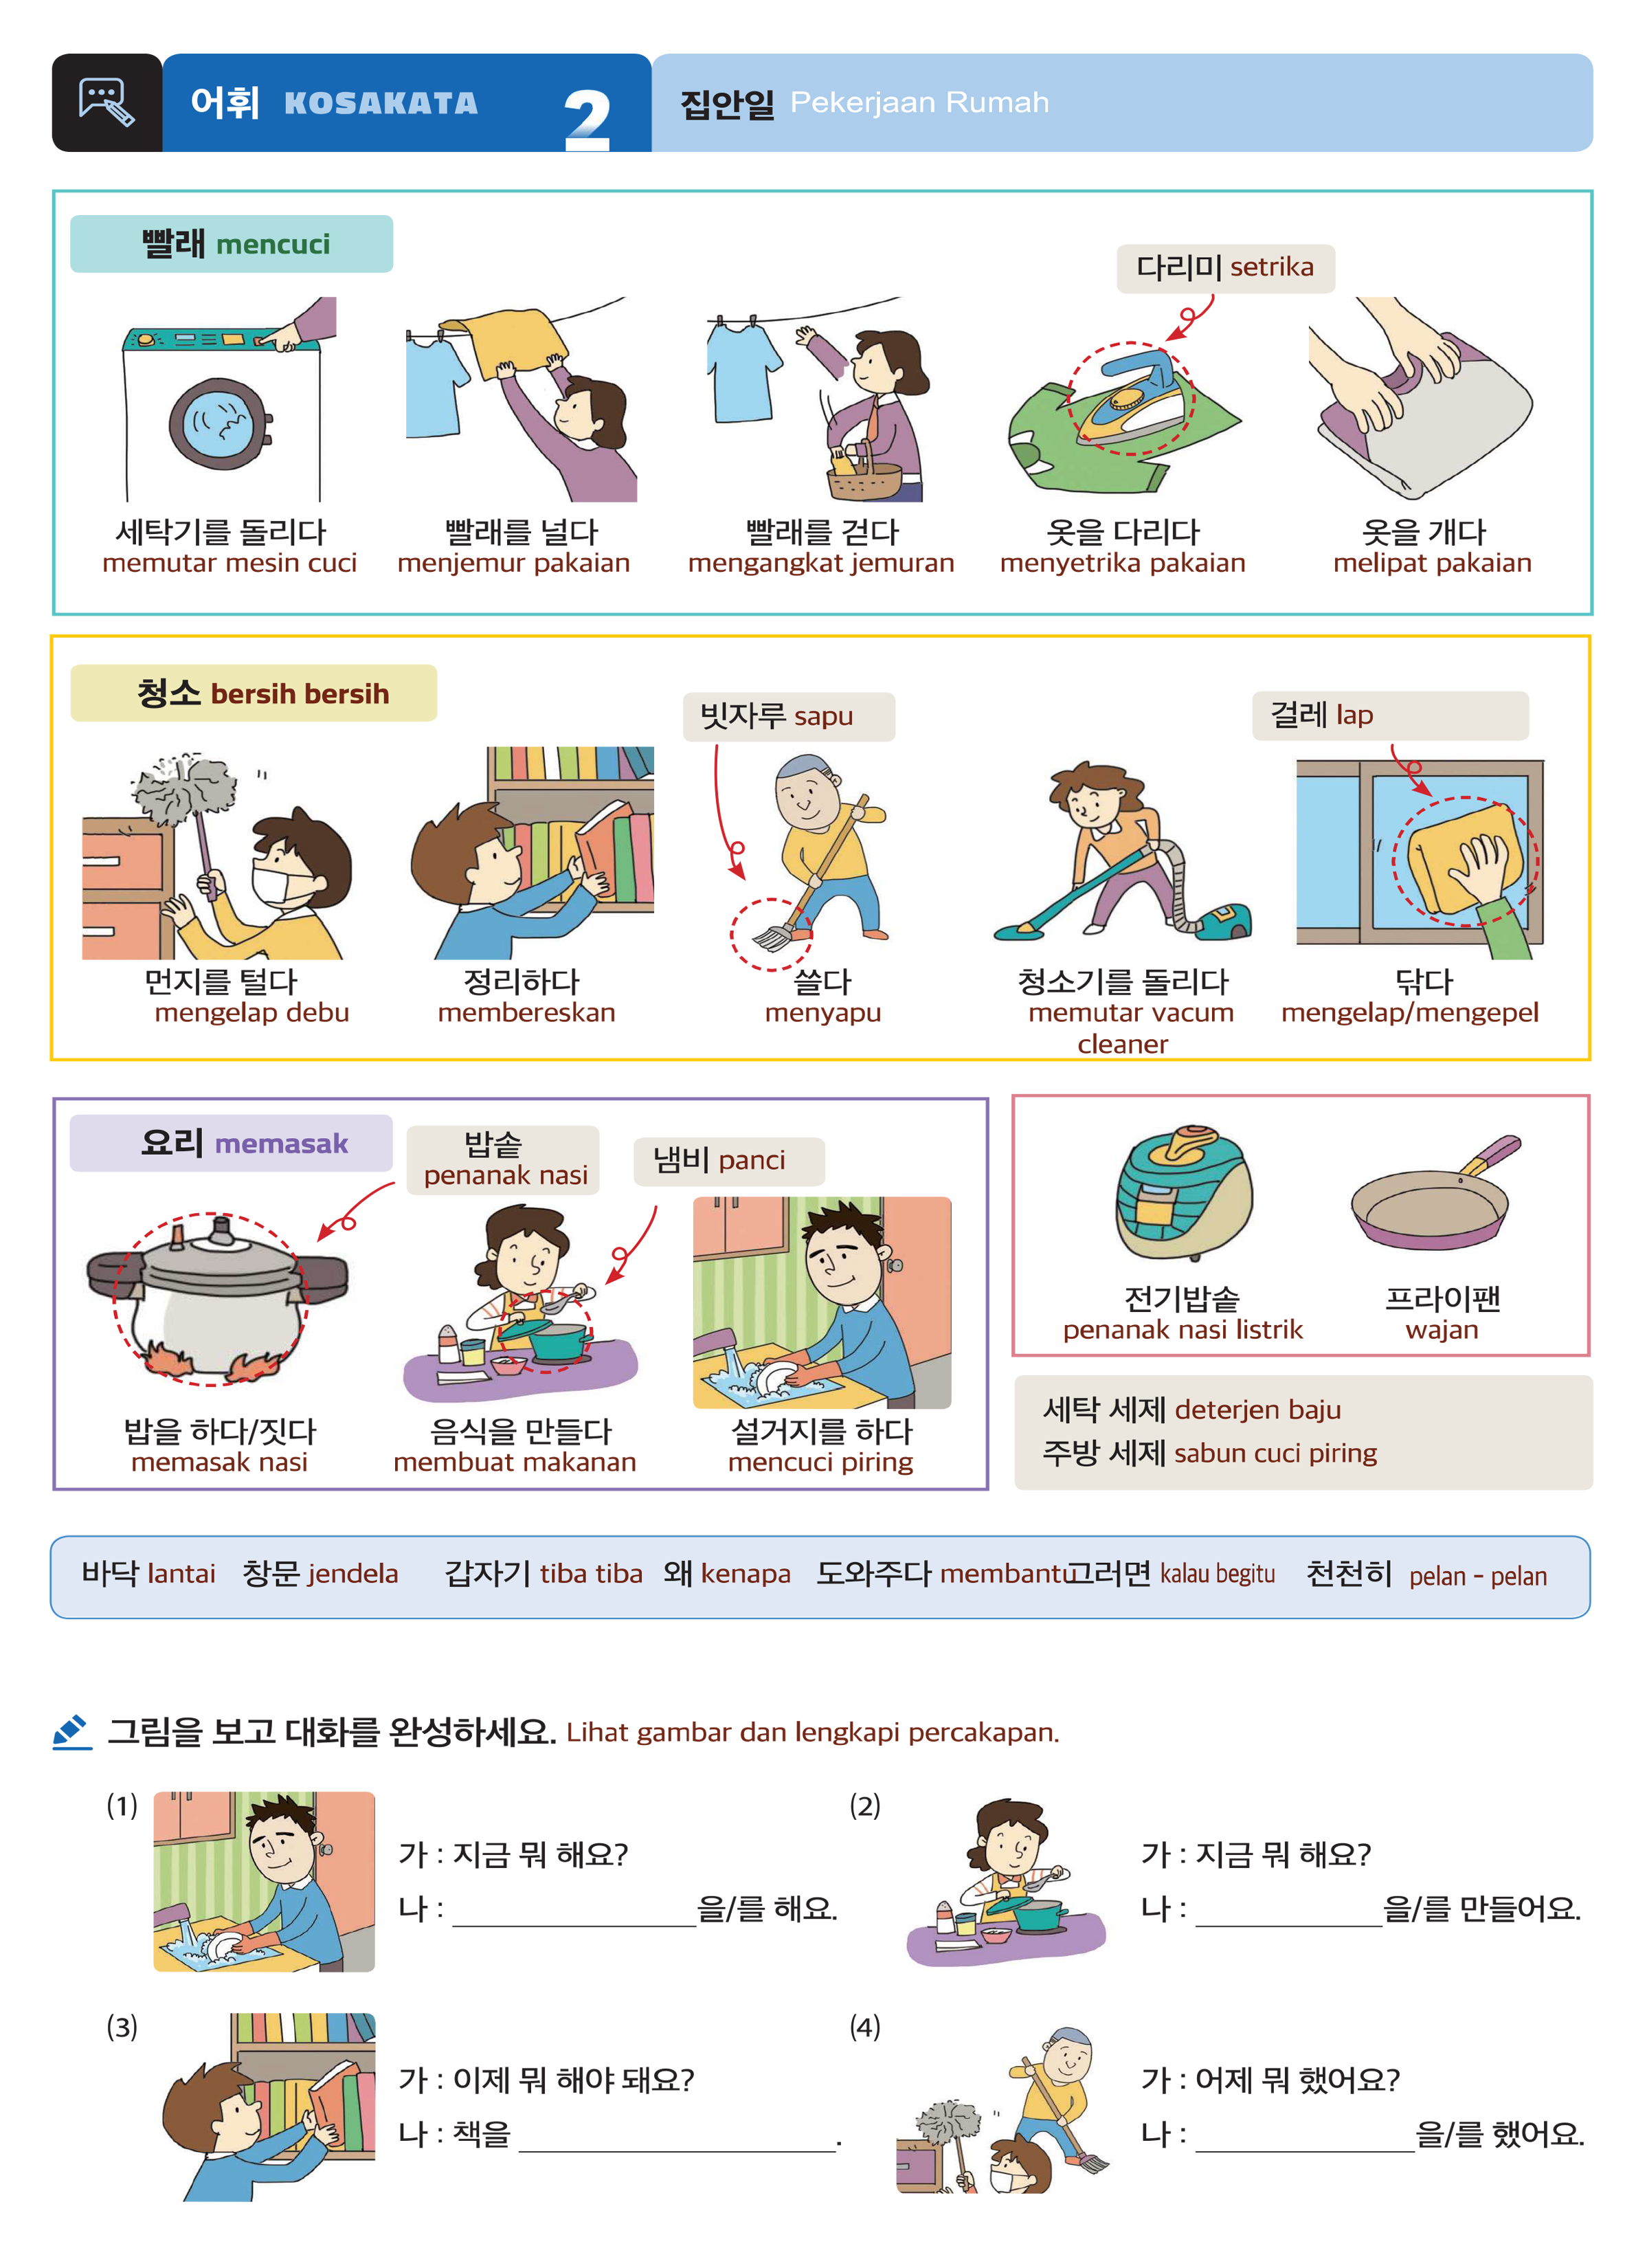 어휘 KOSAKATA 2 집안일 Pekerjaan Rumah
빨래 mencuci
다리미 setrika
세탁기를 돌리다
memutar mesin cuci
빨래를 널다
menjemur pakaian
빨래를 걷다
mengangkat jemuran
옷을 다리다
menyetrika pakaian
옷을 개다
melipat pakaian
청소 bersih bersih
빗자루 sapu
걸레 lap
먼지를 털다
mengelap debu
정리하다
membereskan
쓸다
menyapu
청소기를 돌리다
memutar vacum
cleaner
닦다
mengelap/mengepel
요리 memasak
밥솥
penanak nasi
냄비 panci
밥을 하다/짓다
memasak nasi
음식을 만들다
membuat makanan
설거지를 하다
mencuci piring
전기밥솥
penanak nasi listrik
프라이팬
wajan
세탁 세제 deterjen baju
주방 세제 sabun cuci piring
바닥 lantai 창문 jendela 갑자기 tiba tiba 왜 kenapa 도와주다 membantu 그러면 kalau begitu 천천히 pelan - pelan
그림을 보고 대화를 완성하세요. Lihat gambar dan lengkapi percakapan.
(1)
가 : 지금 뭐 해요?
나 : ____________을/를 해요.
(2)
가 : 지금 뭐 해요?
나 : ____________을/를 만들어요.
(3)
가 : 이제 뭐 해야 돼요?
나 : 책을 ____________.
(4)
가 : 어제 뭐 했어요?
나 : ____________을/를 했어요.